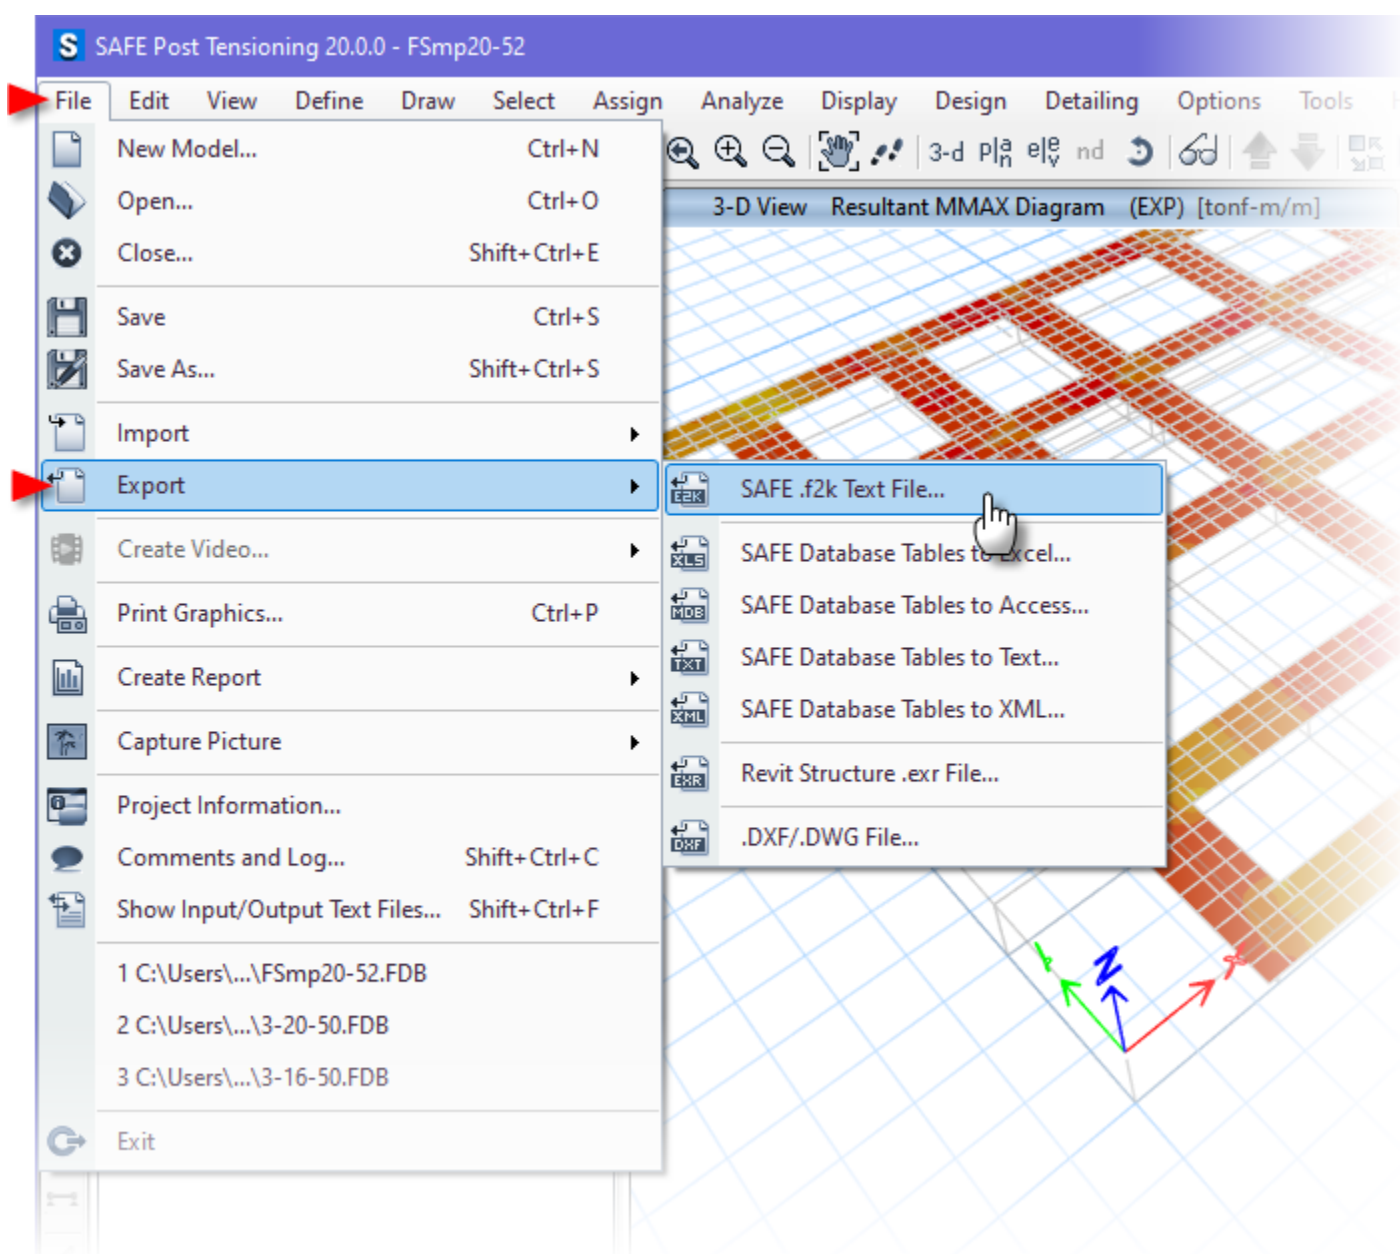 S SAFE Post Tensioning 20.0.0 - FSmp20-52
File Edit View Define Draw Select Assign Analyze Display Design Detailing Options Tools
3-d plan elev nd
3-D View Resultant MMAX Diagram (EXP) [tonf-m/m]
New Model... Ctrl+N
Open... Ctrl+O
Close... Shift+Ctrl+E
Save Ctrl+S
Save As... Shift+Ctrl+S
Import
Export
Create Video...
Print Graphics... Ctrl+P
Create Report
Capture Picture
Project Information...
Comments and Log... Shift+Ctrl+C
Show Input/Output Text Files... Shift+Ctrl+F
1 C:\Users\...\FSmp20-52.FDB
2 C:\Users\...\3-20-50.FDB
3 C:\Users\...\3-16-50.FDB
Exit
E2K SAFE .f2k Text File...
XLS SAFE Database Tables to Excel...
MDB SAFE Database Tables to Access...
TXT SAFE Database Tables to Text...
XML SAFE Database Tables to XML...
EXR Revit Structure .exr File...
DXF .DXF/.DWG File...
Y Z X